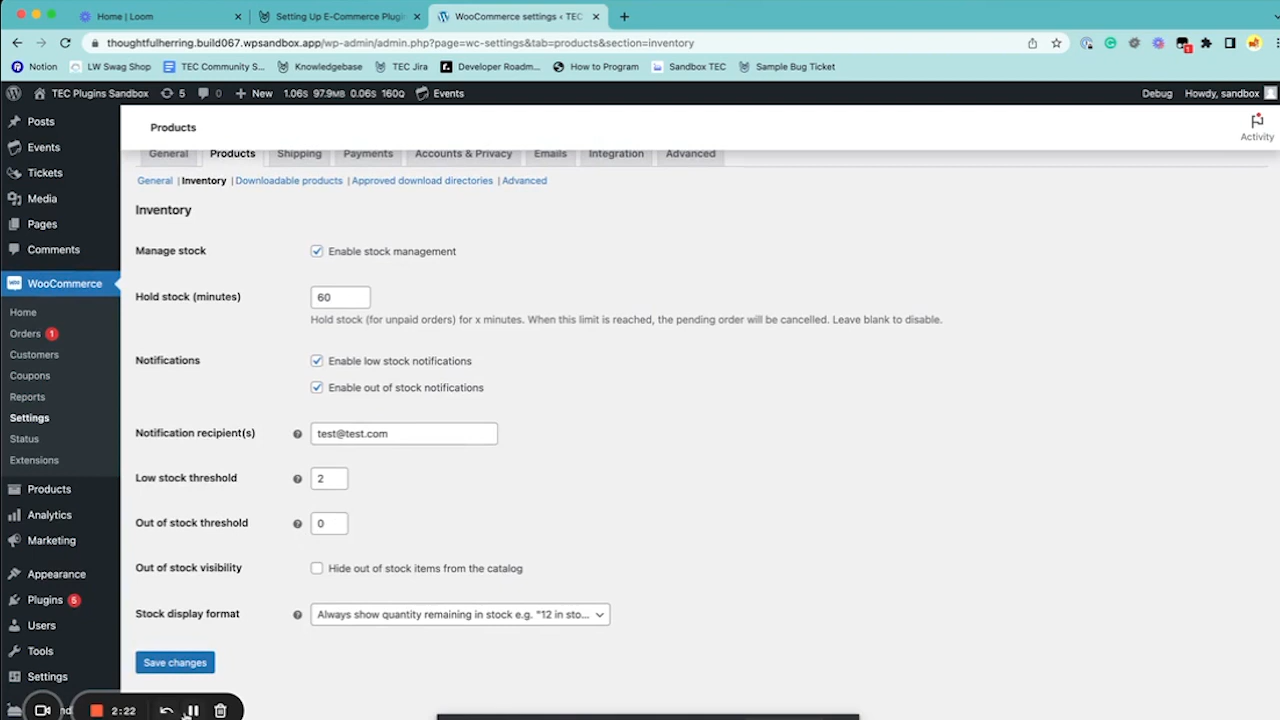 Home | Loom
Setting Up E-Commerce Plugi
WooCommerce settings ‹ TEC
thoughtfulherring.build067.wpsandbox.app/wp-admin/admin.php?page=wc-settings&tab=products&section=inventory
Notion LW Swag Shop TEC Community S... Knowledgebase TEC Jira Developer Roadm... How to Program Sandbox TEC Sample Bug Ticket
TEC Plugins Sandbox 5 0 New 1.06s 97.9MB 0.06s 160Q Events Debug Howdy, sandbox
Posts
Events
Tickets
Media
Pages
Comments
WooCommerce
Home
Orders 1
Customers
Coupons
Reports
Settings
Status
Extensions
Products
Analytics
Marketing
Appearance
Plugins 5
Users
Tools
Settings
Products
Activity
General Products Shipping Payments Accounts & Privacy Emails Integration Advanced
General | Inventory | Downloadable products | Approved download directories | Advanced
Inventory
Manage stock Enable stock management
Hold stock (minutes) 60
Hold stock (for unpaid orders) for x minutes. When this limit is reached, the pending order will be cancelled. Leave blank to disable.
Notifications Enable low stock notifications
Enable out of stock notifications
Notification recipient(s) test@test.com
Low stock threshold 2
Out of stock threshold 0
Out of stock visibility Hide out of stock items from the catalog
Stock display format Always show quantity remaining in stock e.g. "12 in sto...
Save changes
2:22